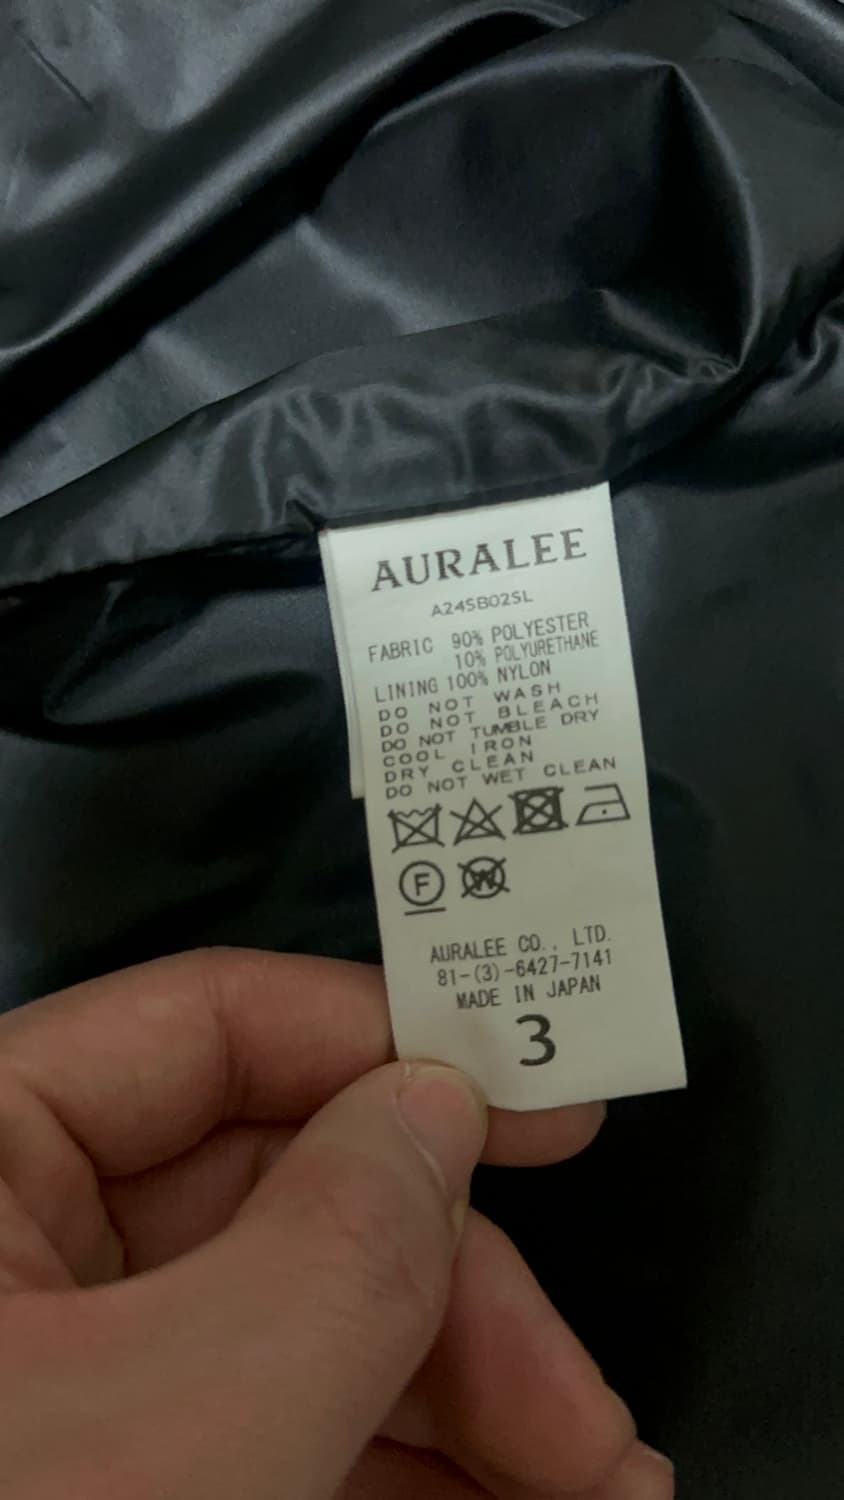 AURALEE
A24SB02SL
FABRIC 90% POLYESTER
10% POLYURETHANE
LINING 100% NYLON
DO NOT WASH
DO NOT BLEACH
DO NOT TUMBLE DRY
COOL IRON
DRY CLEAN
DO NOT WET CLEAN
F W
AURALEE CO., LTD.
81-(3)-6427-7141
MADE IN JAPAN
3